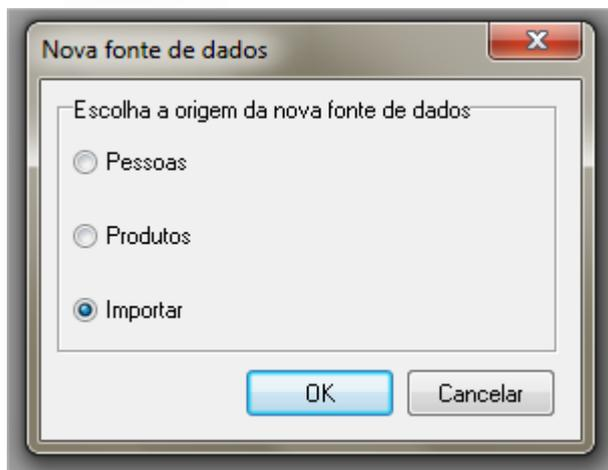 Nova fonte de dados
Escolha a origem da nova fonte de dados
Pessoas
Produtos
Importar
OK
Cancelar